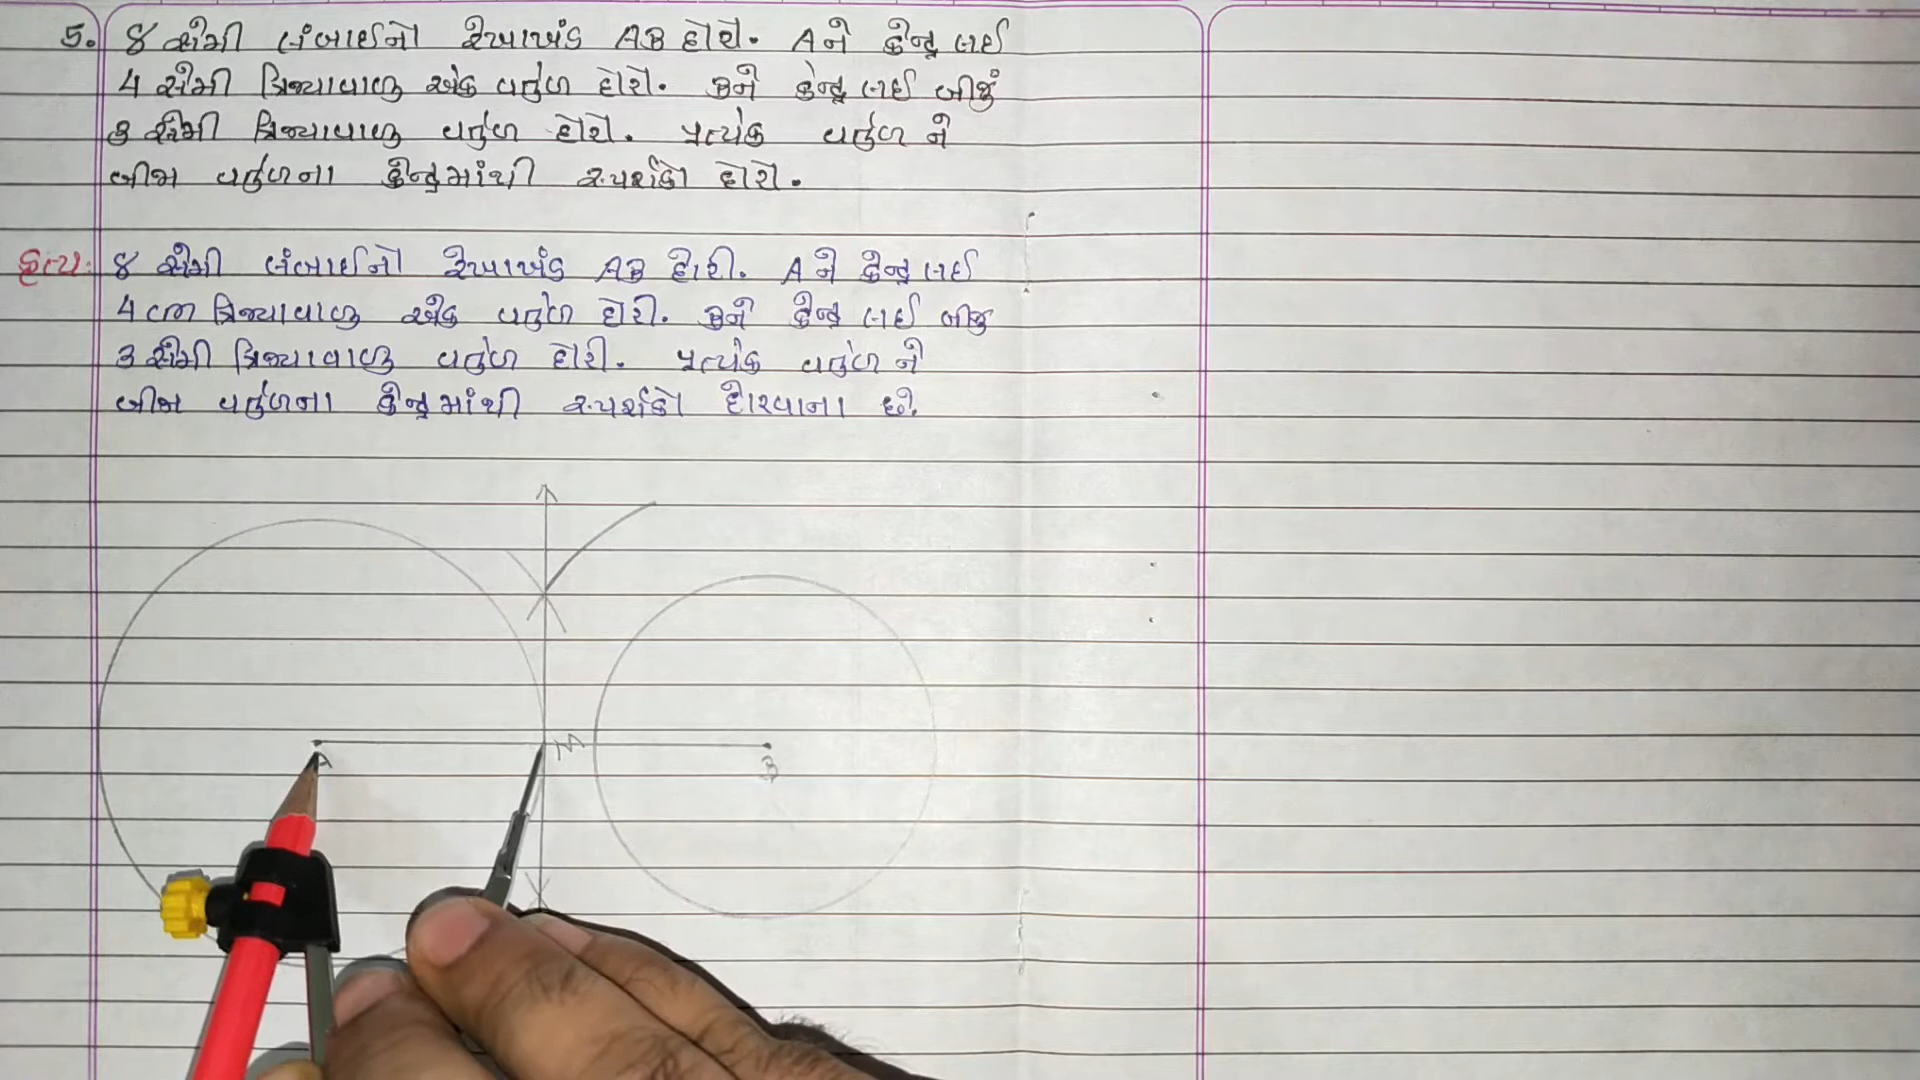 5. 8 સેમી લંબાઈનો રેખાખંડ AB દોરો. A ને કેન્દ્ર લઈ
4 સેમી ત્રિજ્યાવાળુ એક વર્તુળ દોરો. B ને કેન્દ્ર લઈ બીજું
3 સેમી ત્રિજ્યાવાળુ વર્તુળ દોરો. પ્રત્યેક વર્તુળ ને
બીજા વર્તુળના કેન્દ્રમાંથી સ્પર્શકો દોરો.
8 સેમી લંબાઈનો રેખાખંડ AB દોરી. A ને કેન્દ્ર લઈ
4 cm ત્રિજ્યાવાળુ એક વર્તુળ દોરી. B ને કેન્દ્ર લઈ બીજુ
3 સેમી ત્રિજ્યાવાળુ વર્તુળ દોરી. પ્રત્યેક વર્તુળ ને
બીજા વર્તુળના કેન્દ્રમાંથી સ્પર્શકો દોરવાના છે.
A M B